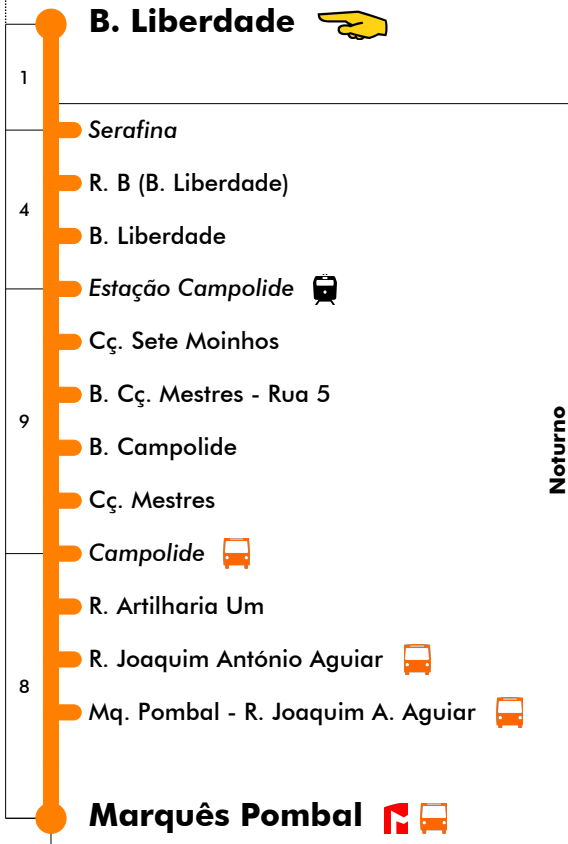 B. Liberdade
1
Serafina
R. B (B. Liberdade)
4
B. Liberdade
Estação Campolide
Cç. Sete Moinhos
B. Cç. Mestres - Rua 5
9
Noturno
B. Campolide
Cç. Mestres
Campolide
R. Artilharia Um
R. Joaquim António Aguiar
8
Mq. Pombal - R. Joaquim A. Aguiar
Marquês Pombal